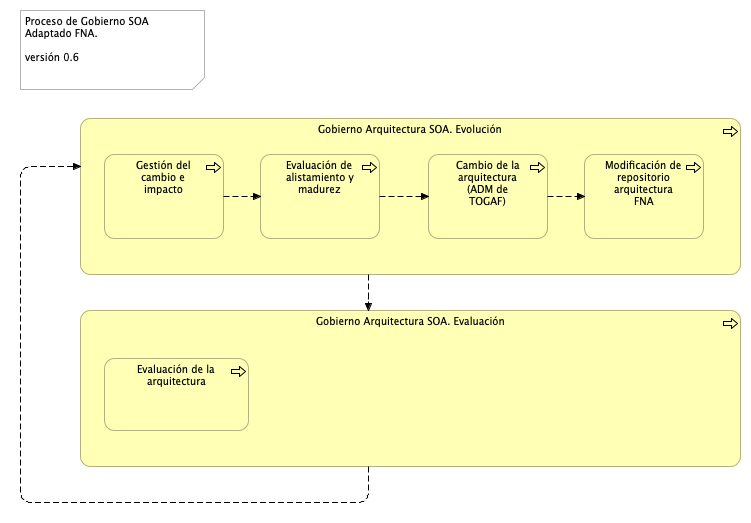 Proceso de Gobierno SOA
Adaptado FNA.
versión 0.6
Gobierno Arquitectura SOA. Evolución
Gestión del
cambio e
impacto
Evaluación de
alistamiento y
madurez
Cambio de la
arquitectura
(ADM de
TOGAF)
Modificación de
repositorio
arquitectura
FNA
Gobierno Arquitectura SOA. Evaluación
Evaluación de la
arquitectura